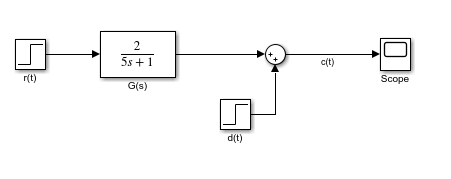 2
5s + 1
r(t)
G(s)
+
+
c(t)
Scope
d(t)